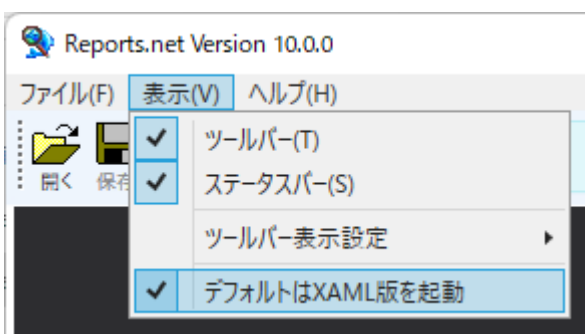 Reports.net Version 10.0.0
ファイル(F) 表示(V) ヘルプ(H)
ツールバー(T)
開く 保存
ステータスバー(S)
ツールバー表示設定
デフォルトはXAML版を起動